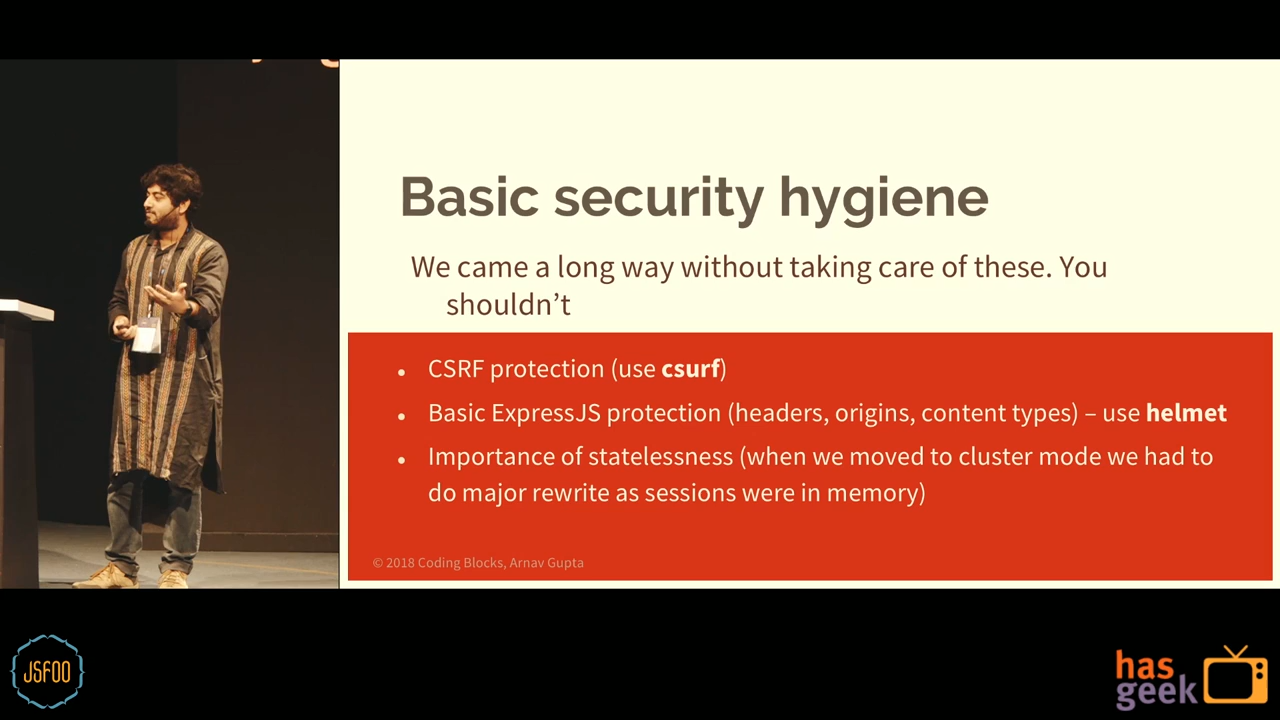 Basic security hygiene
We came a long way without taking care of these. You
shouldn’t
• CSRF protection (use csurf)
• Basic ExpressJS protection (headers, origins, content types) – use helmet
• Importance of statelessness (when we moved to cluster mode we had to
do major rewrite as sessions were in memory)
© 2018 Coding Blocks, Arnav Gupta
JSFOO
has
geek